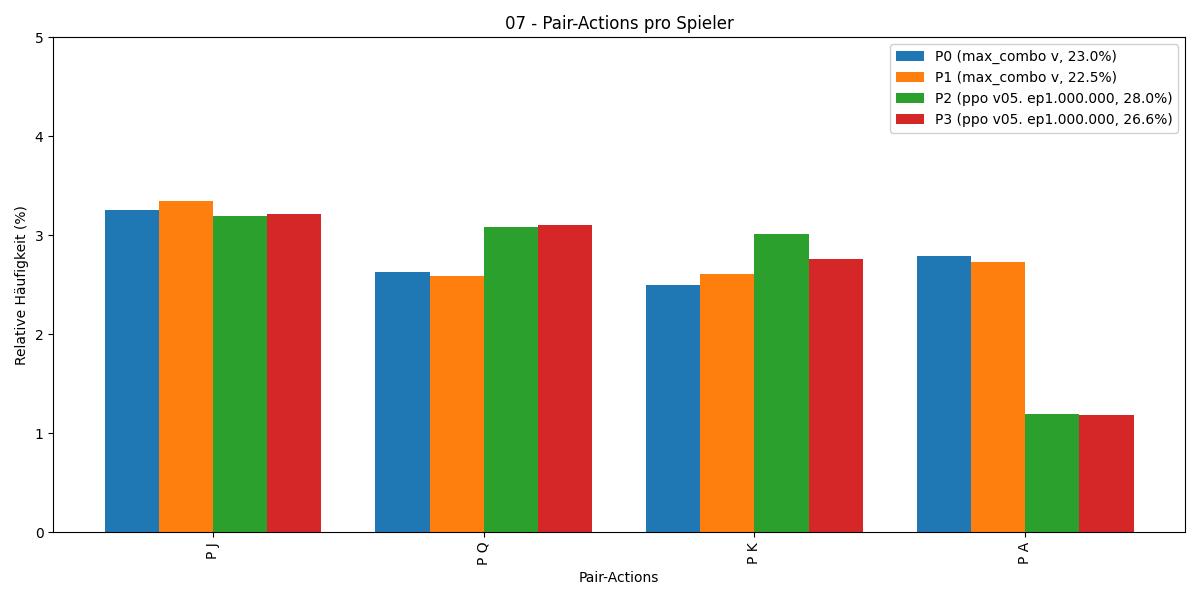 07 - Pair-Actions pro Spieler
5
4
3
2
1
0
Relative Häufigkeit (%)
P0 (max_combo v, 23.0%)
P1 (max_combo v, 22.5%)
P2 (ppo v05. ep1.000.000, 28.0%)
P3 (ppo v05. ep1.000.000, 26.6%)
P J
P Q
P K
P A
Pair-Actions